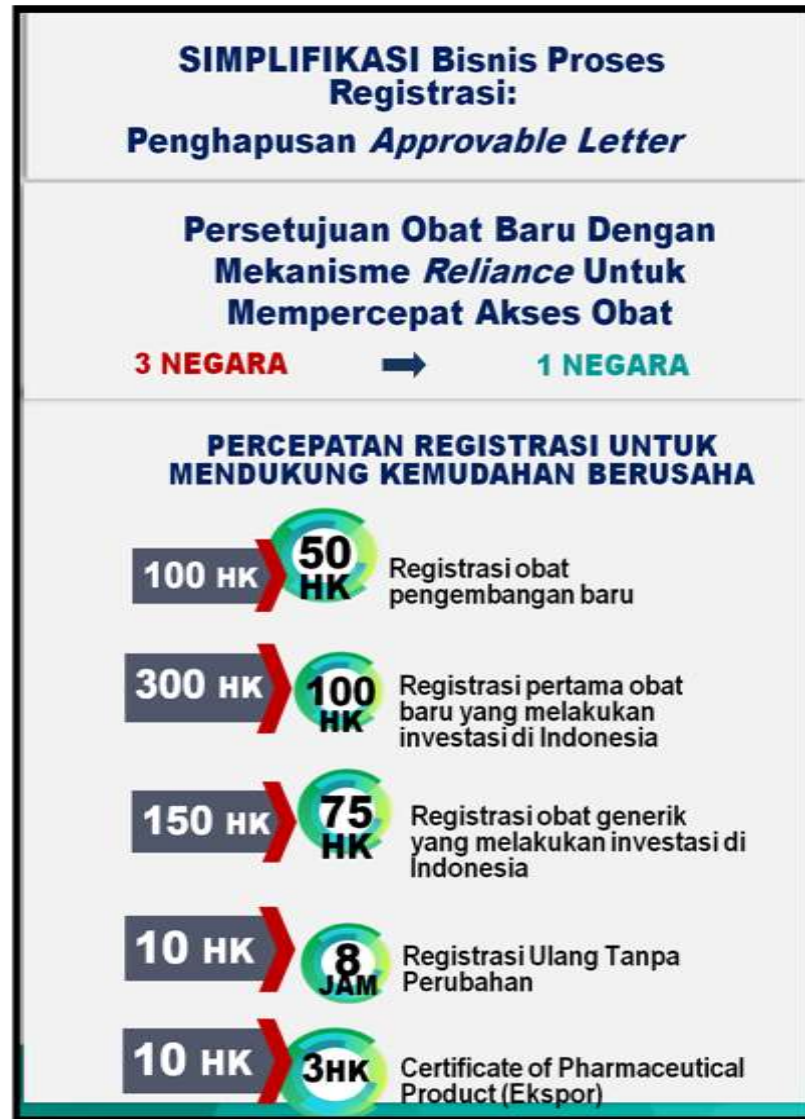 SIMPLIFIKASI Bisnis Proses
Registrasi:
Penghapusan Approvable Letter
Persetujuan Obat Baru Dengan
Mekanisme Reliance Untuk
Mempercepat Akses Obat
3 NEGARA
1 NEGARA
PERCEPATAN REGISTRASI UNTUK
MENDUKUNG KEMUDAHAN BERUSAHA
100 HK
50
HK
Registrasi obat
pengembangan baru
300 HK
100
HK
Registrasi pertama obat
baru yang melakukan
investasi di Indonesia
150 HK
75
HK
Registrasi obat generik
yang melakukan investasi di
Indonesia
10 HK
8
JAM
Registrasi Ulang Tanpa
Perubahan
10 HK
3HK
Certificate of Pharmaceutical
Product (Ekspor)